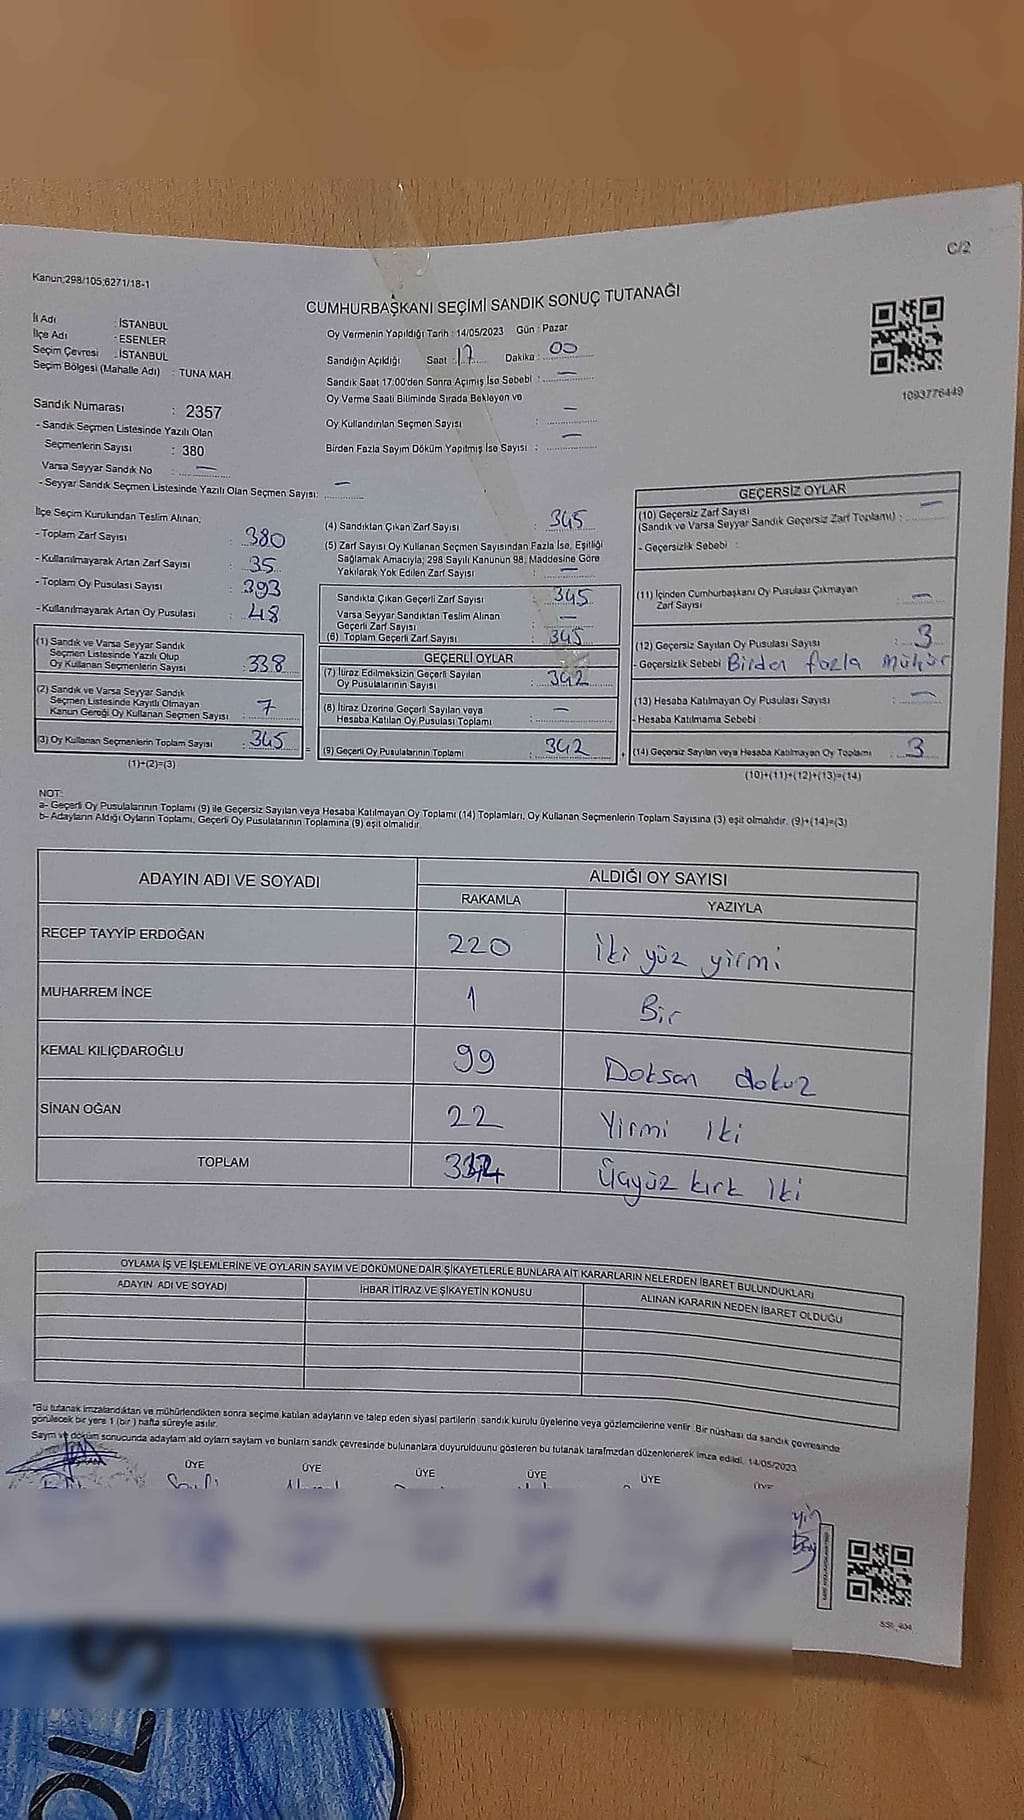 C/2
Kanun;298/105;6271/18-1
CUMHURBAŞKANI SEÇİMİ SANDIK SONUÇ TUTANAĞI
İl Adı : İSTANBUL
İlçe Adı : ESENLER
Seçim Çevresi : İSTANBUL
Seçim Bölgesi (Mahalle Adı) : TUNA MAH
Oy Vermenin Yapıldığı Tarih : 14/05/2023 Gün : Pazar
Sandığın Açıldığı Saat : 17 Dakika : 00
Sandık Saat 17:00'den Sonra Açımış İse Sebebi : —
Oy Verme Saati Bitiminde Sırada Bekleyen ve
Oy Kullandırılan Seçmen Sayısı : —
Birden Fazla Sayım Döküm Yapılmış İse Sayısı : —
1093776449
Sandık Numarası : 2357
- Sandık Seçmen Listesinde Yazılı Olan
Seçmenlerin Sayısı : 380
Varsa Seyyar Sandık No : —
- Seyyar Sandık Seçmen Listesinde Yazılı Olan Seçmen Sayısı: —
İlçe Seçim Kurulundan Teslim Alınan;
- Toplam Zarf Sayısı : 380
- Kullanılmayarak Artan Zarf Sayısı : 35
- Toplam Oy Pusulası Sayısı : 393
- Kullanılmayarak Artan Oy Pusulası : 48
(1) Sandık ve Varsa Seyyar Sandık
Seçmen Listesinde Yazılı Olup
Oy Kullanan Seçmenlerin Sayısı : 338
(2) Sandık ve Varsa Seyyar Sandık
Seçmen Listesinde Kayıtlı Olmayan
Kanun Gereği Oy Kullanan Seçmen Sayısı : 7
(3) Oy Kullanan Seçmenlerin Toplam Sayısı : 345
(1)+(2)=(3)
(4) Sandıktan Çıkan Zarf Sayısı : 345
(5) Zarf Sayısı Oy Kullanan Seçmen Sayısından Fazla İse, Eşitliği
Sağlamak Amacıyla; 298 Sayılı Kanunun 98. Maddesine Göre
Yakılarak Yok Edilen Zarf Sayısı : —
Sandıkta Çıkan Geçerli Zarf Sayısı : 345
Varsa Seyyar Sandıktan Teslim Alınan
Geçerli Zarf Sayısı : —
(6) Toplam Geçerli Zarf Sayısı : 345
GEÇERLİ OYLAR
(7) İtiraz Edilmeksizin Geçerli Sayılan
Oy Pusulalarının Sayısı : 342
(8) İtiraz Üzerine Geçerli Sayılan veya
Hesaba Katılan Oy Pusulası Toplamı : —
(9) Geçerli Oy Pusulalarının Toplamı : 342
GEÇERSİZ OYLAR
(10) Geçersiz Zarf Sayısı
(Sandık ve Varsa Seyyar Sandık Geçersiz Zarf Toplamı) : —
- Geçersizlik Sebebi :
(11) İçinden Cumhurbaşkanı Oy Pusulası Çıkmayan
Zarf Sayısı : —
(12) Geçersiz Sayılan Oy Pusulası Sayısı : 3
- Geçersizlik Sebebi Birden fazla mühür
(13) Hesaba Katılmayan Oy Pusulası Sayısı : —
- Hesaba Katılmama Sebebi :
(14) Geçersiz Sayılan veya Hesaba Katılmayan Oy Toplamı : 3
(10)+(11)+(12)+(13)=(14)
NOT:
a- Geçerli Oy Pusulalarının Toplamı (9) ile Geçersiz Sayılan veya Hesaba Katılmayan Oy Toplamı (14) Toplamları, Oy Kullanan Seçmenlerin Toplam Sayısına (3) eşit olmalıdır. (9)+(14)=(3)
b- Adayların Aldığı Oyların Toplamı, Geçerli Oy Pusulalarının Toplamına (9) eşit olmalıdır.
ADAYIN ADI VE SOYADI
ALDIĞI OY SAYISI
RAKAMLA YAZIYLA
RECEP TAYYİP ERDOĞAN 220 İki yüz yirmi
MUHARREM İNCE 1 Bir
KEMAL KILIÇDAROĞLU 99 Doksan dokuz
SİNAN OĞAN 22 Yirmi İki
TOPLAM Üçyüz kırk İki
OYLAMA İŞ VE İŞLEMLERİNE VE OYLARIN SAYIM VE DÖKÜMÜNE DAİR ŞİKAYETLERLE BUNLARA AİT KARARLARIN NELERDEN İBARET BULUNDUKLARI
ADAYIN ADI VE SOYADI İHBAR İTİRAZ VE ŞİKAYETİN KONUSU ALINAN KARARIN NEDEN İBARET OLDUĞU
*Bu tutanak imzalandıktan ve mühürlendikten sonra seçime katılan adayların ve talep eden siyasi partilerin sandık kurulu üyelerine veya gözlemcilerine verilir. Bir nüshası da sandık çevresinde
görülecek bir yere 1 (bir) hafta süreyle asılır.
Saym ve döküm sonucunda adaylam ald oylarn saylam ve bunlarn sandk çevresinde bulunanlara duyurulduunu gösteren bu tutanak tarafmzdan düzenlenerek imza edildi. 14/05/2023
ÜYE ÜYE ÜYE ÜYE ÜYE ÜYE
SSI_404
OLS